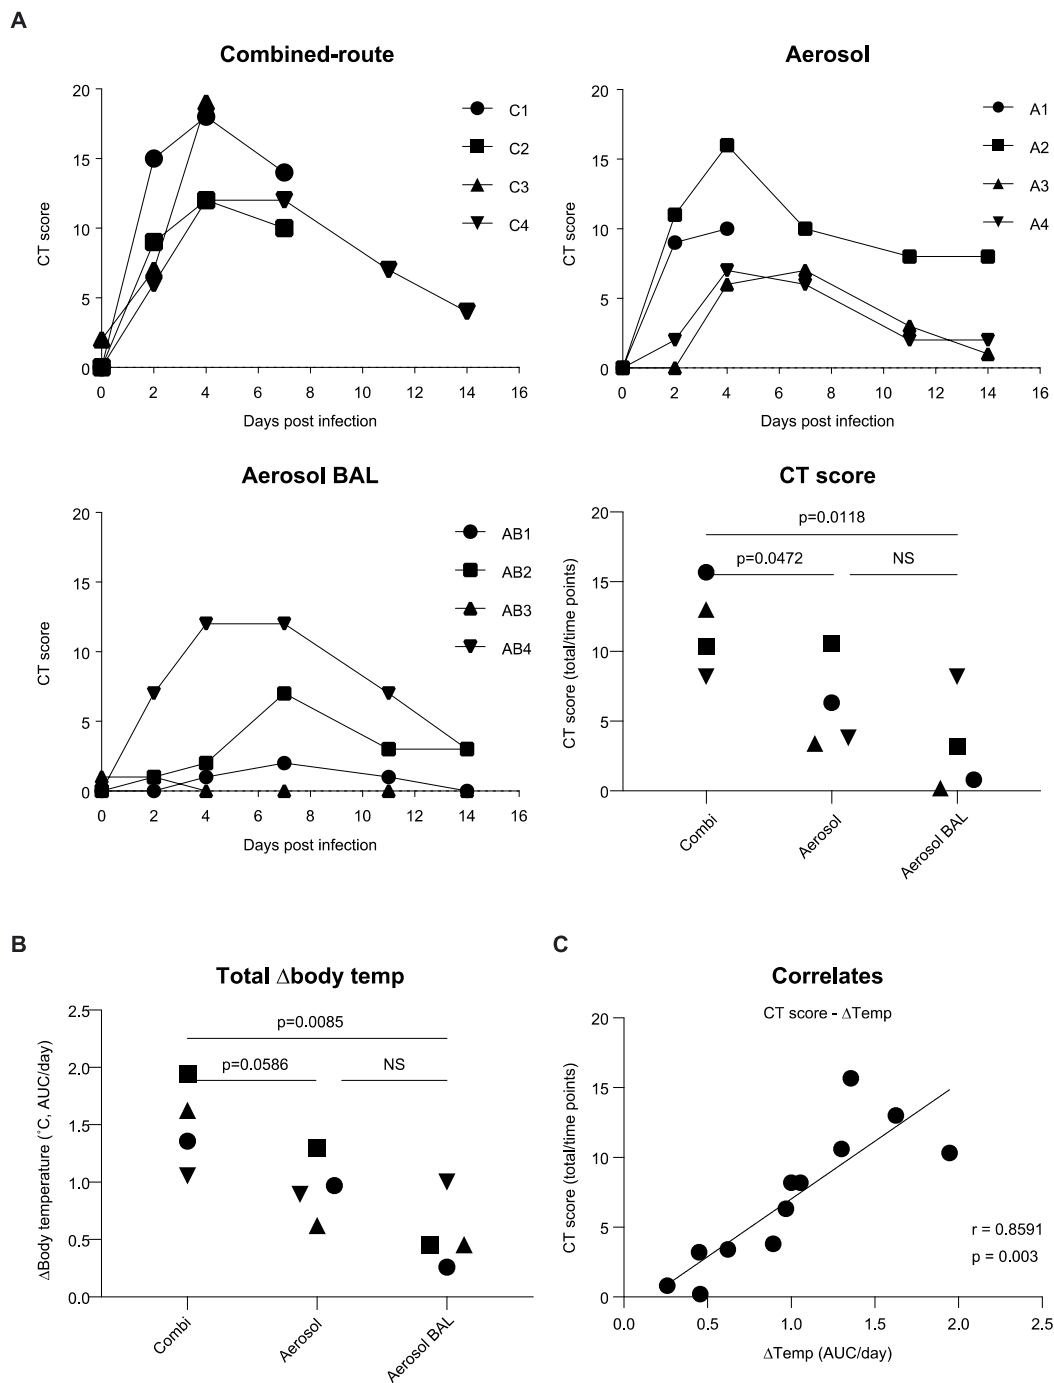 A
Combined-route
20
15
10
5
0
CT score
0 2 4 6 8 10 12 14 16
Days post infection
C1
C2
C3
C4
Aerosol
20
15
10
5
0
CT score
0 2 4 6 8 10 12 14 16
Days post infection
A1
A2
A3
A4
Aerosol BAL
20
15
10
5
0
CT score
0 2 4 6 8 10 12 14 16
Days post infection
AB1
AB2
AB3
AB4
CT score
20
15
10
5
0
CT score (total/time points)
p=0.0118
p=0.0472
NS
Combi
Aerosol
Aerosol BAL
B
Total Δbody temp
2.5
2.0
1.5
1.0
0.5
0.0
ΔBody temperature (˚C, AUC/day)
p=0.0085
p=0.0586
NS
Combi
Aerosol
Aerosol BAL
C
Correlates
CT score - ΔTemp
20
15
10
5
0
CT score (total/time points)
r = 0.8591
p = 0.003
0.0 0.5 1.0 1.5 2.0 2.5
ΔTemp (AUC/day)